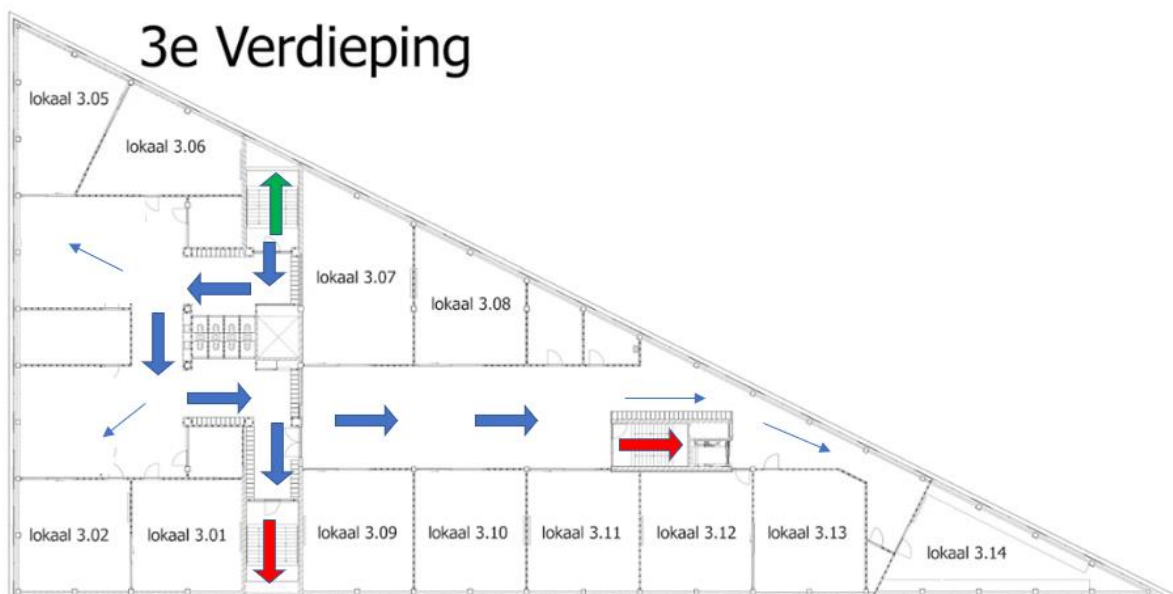 3e Verdieping
lokaal 3.05
lokaal 3.06
lokaal 3.07
lokaal 3.08
lokaal 3.02
lokaal 3.01
lokaal 3.09
lokaal 3.10
lokaal 3.11
lokaal 3.12
lokaal 3.13
lokaal 3.14